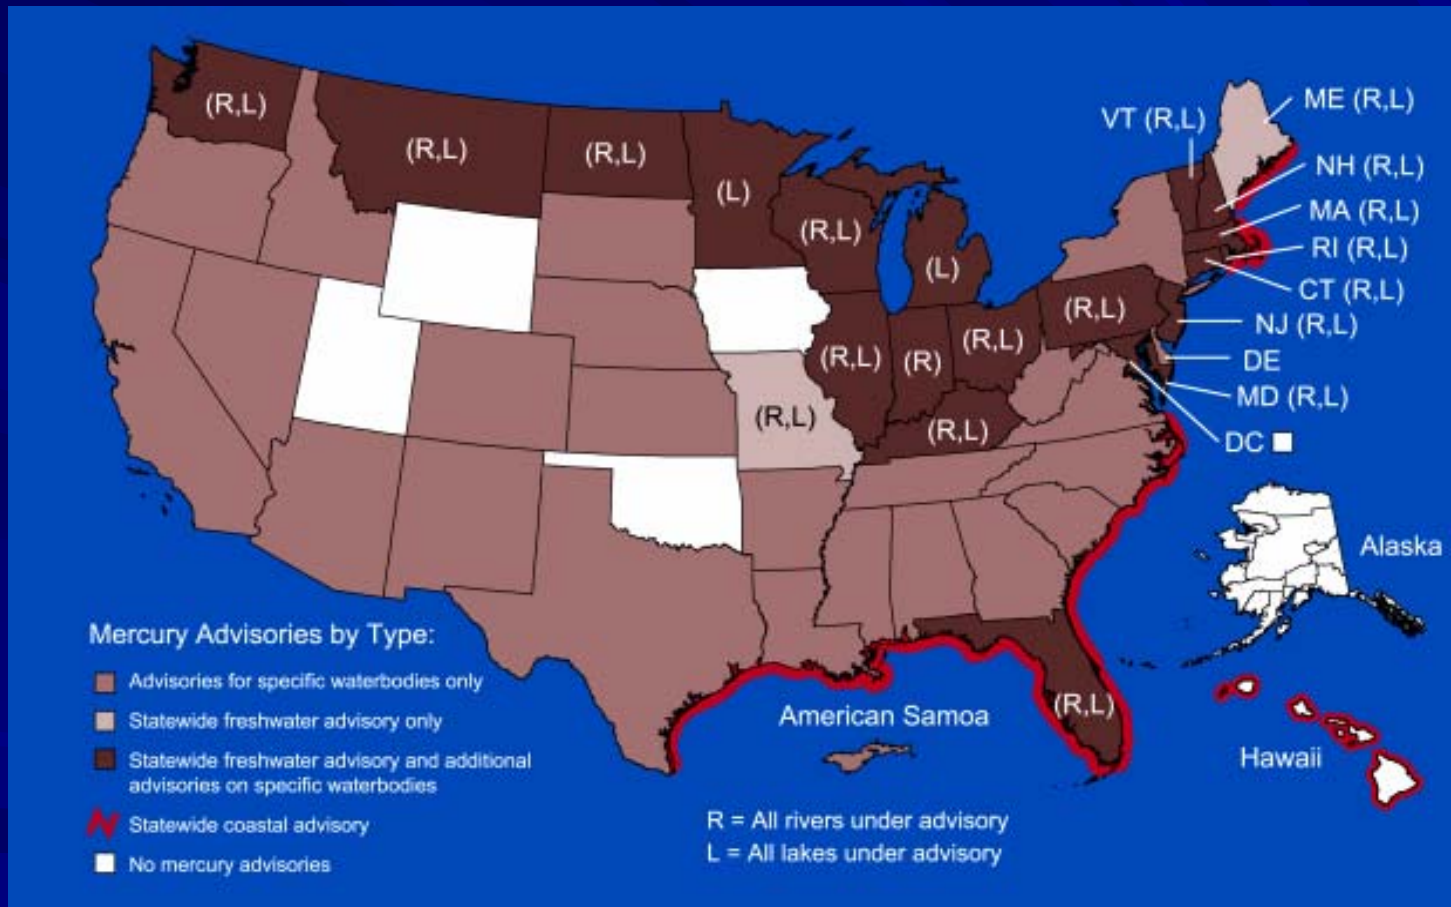 (R,L)
(R,L)
(R,L)
(L)
(R,L)
(L)
(R,L)
(R)
(R,L)
(R,L)
(R,L)
(R,L)
(R,L)
VT (R,L)
ME (R,L)
NH (R,L)
MA (R,L)
RI (R,L)
CT (R,L)
NJ (R,L)
DE
MD (R,L)
DC
Alaska
Hawaii
American Samoa
Mercury Advisories by Type:
Advisories for specific waterbodies only
Statewide freshwater advisory only
Statewide freshwater advisory and additional
advisories on specific waterbodies
Statewide coastal advisory
No mercury advisories
R = All rivers under advisory
L = All lakes under advisory